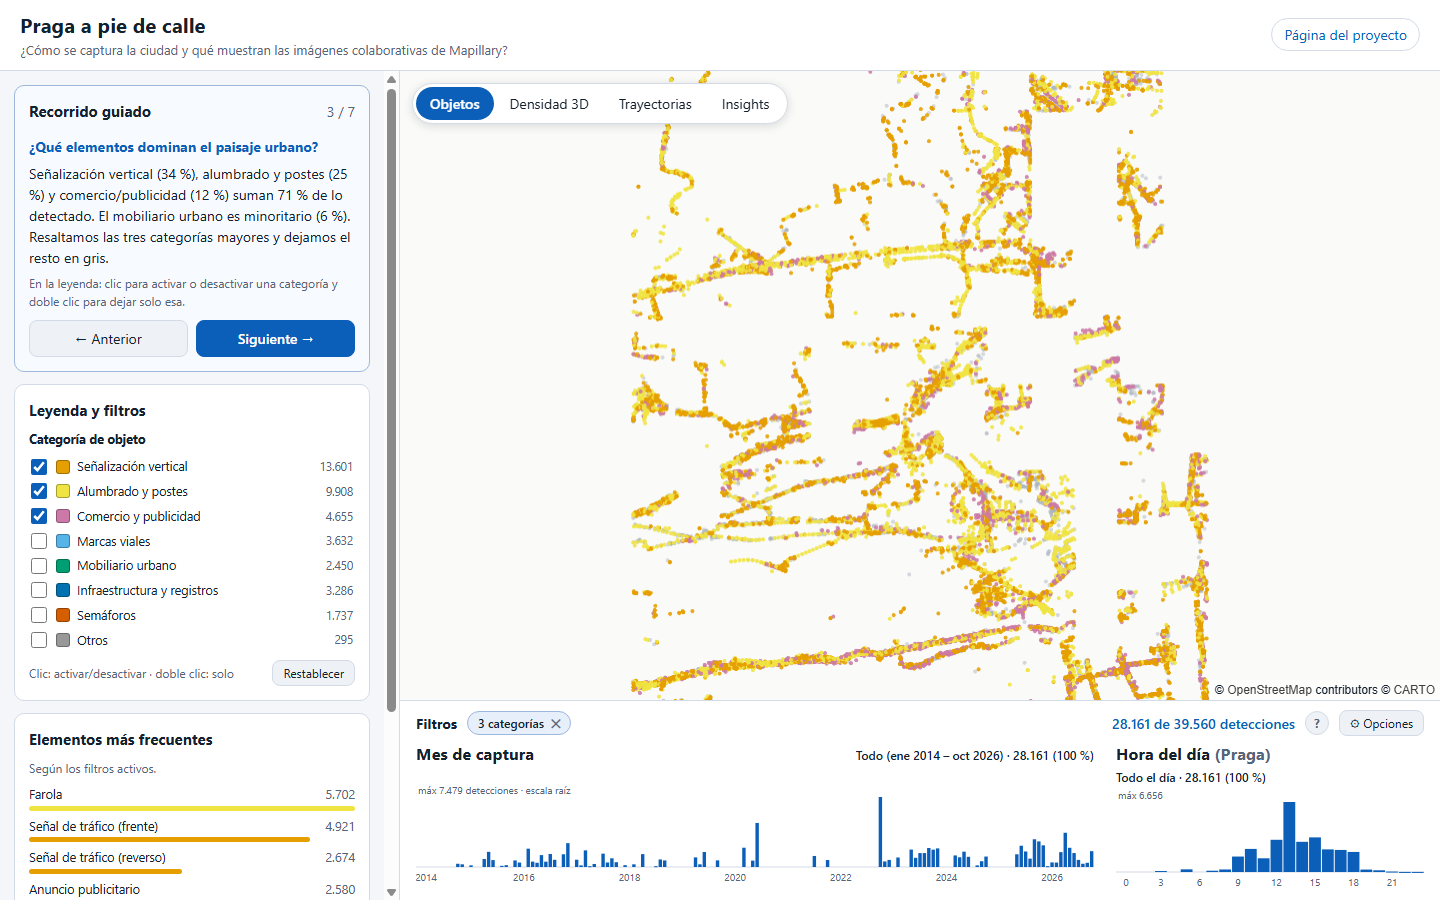 Praga a pie de calle
¿Cómo se captura la ciudad y qué muestran las imágenes colaborativas de Mapillary?
Página del proyecto
Recorrido guiado 3 / 7
¿Qué elementos dominan el paisaje urbano?
Señalización vertical (34 %), alumbrado y postes (25
%) y comercio/publicidad (12 %) suman 71 % de lo
detectado. El mobiliario urbano es minoritario (6 %).
Resaltamos las tres categorías mayores y dejamos el
resto en gris.
En la leyenda: clic para activar o desactivar una categoría y
doble clic para dejar solo esa.
← Anterior
Siguiente →
Leyenda y filtros
Categoría de objeto
Señalización vertical 13.601
Alumbrado y postes 9.908
Comercio y publicidad 4.655
Marcas viales 3.632
Mobiliario urbano 2.450
Infraestructura y registros 3.286
Semáforos 1.737
Otros 295
Clic: activar/desactivar · doble clic: solo
Restablecer
Elementos más frecuentes
Según los filtros activos.
Farola 5.702
Señal de tráfico (frente) 4.921
Señal de tráfico (reverso) 2.674
Anuncio publicitario 2.580
Objetos
Densidad 3D
Trayectorias
Insights
© OpenStreetMap contributors © CARTO
Filtros
3 categorías ✕
28.161 de 39.560 detecciones
?
⚙ Opciones
Mes de captura
Todo (ene 2014 – oct 2026) · 28.161 (100 %)
máx 7.479 detecciones · escala raíz
2014 2016 2018 2020 2022 2024 2026
Hora del día (Praga)
Todo el día · 28.161 (100 %)
máx 6.656
0 3 6 9 12 15 18 21